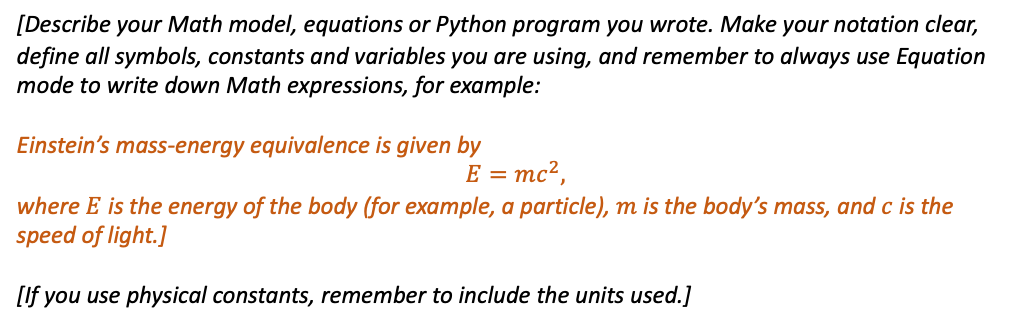 [Describe your Math model, equations or Python program you wrote. Make your notation clear,
define all symbols, constants and variables you are using, and remember to always use Equation
mode to write down Math expressions, for example:
Einstein’s mass-energy equivalence is given by
E = mc²,
where E is the energy of the body (for example, a particle), m is the body’s mass, and c is the
speed of light.]
[If you use physical constants, remember to include the units used.]